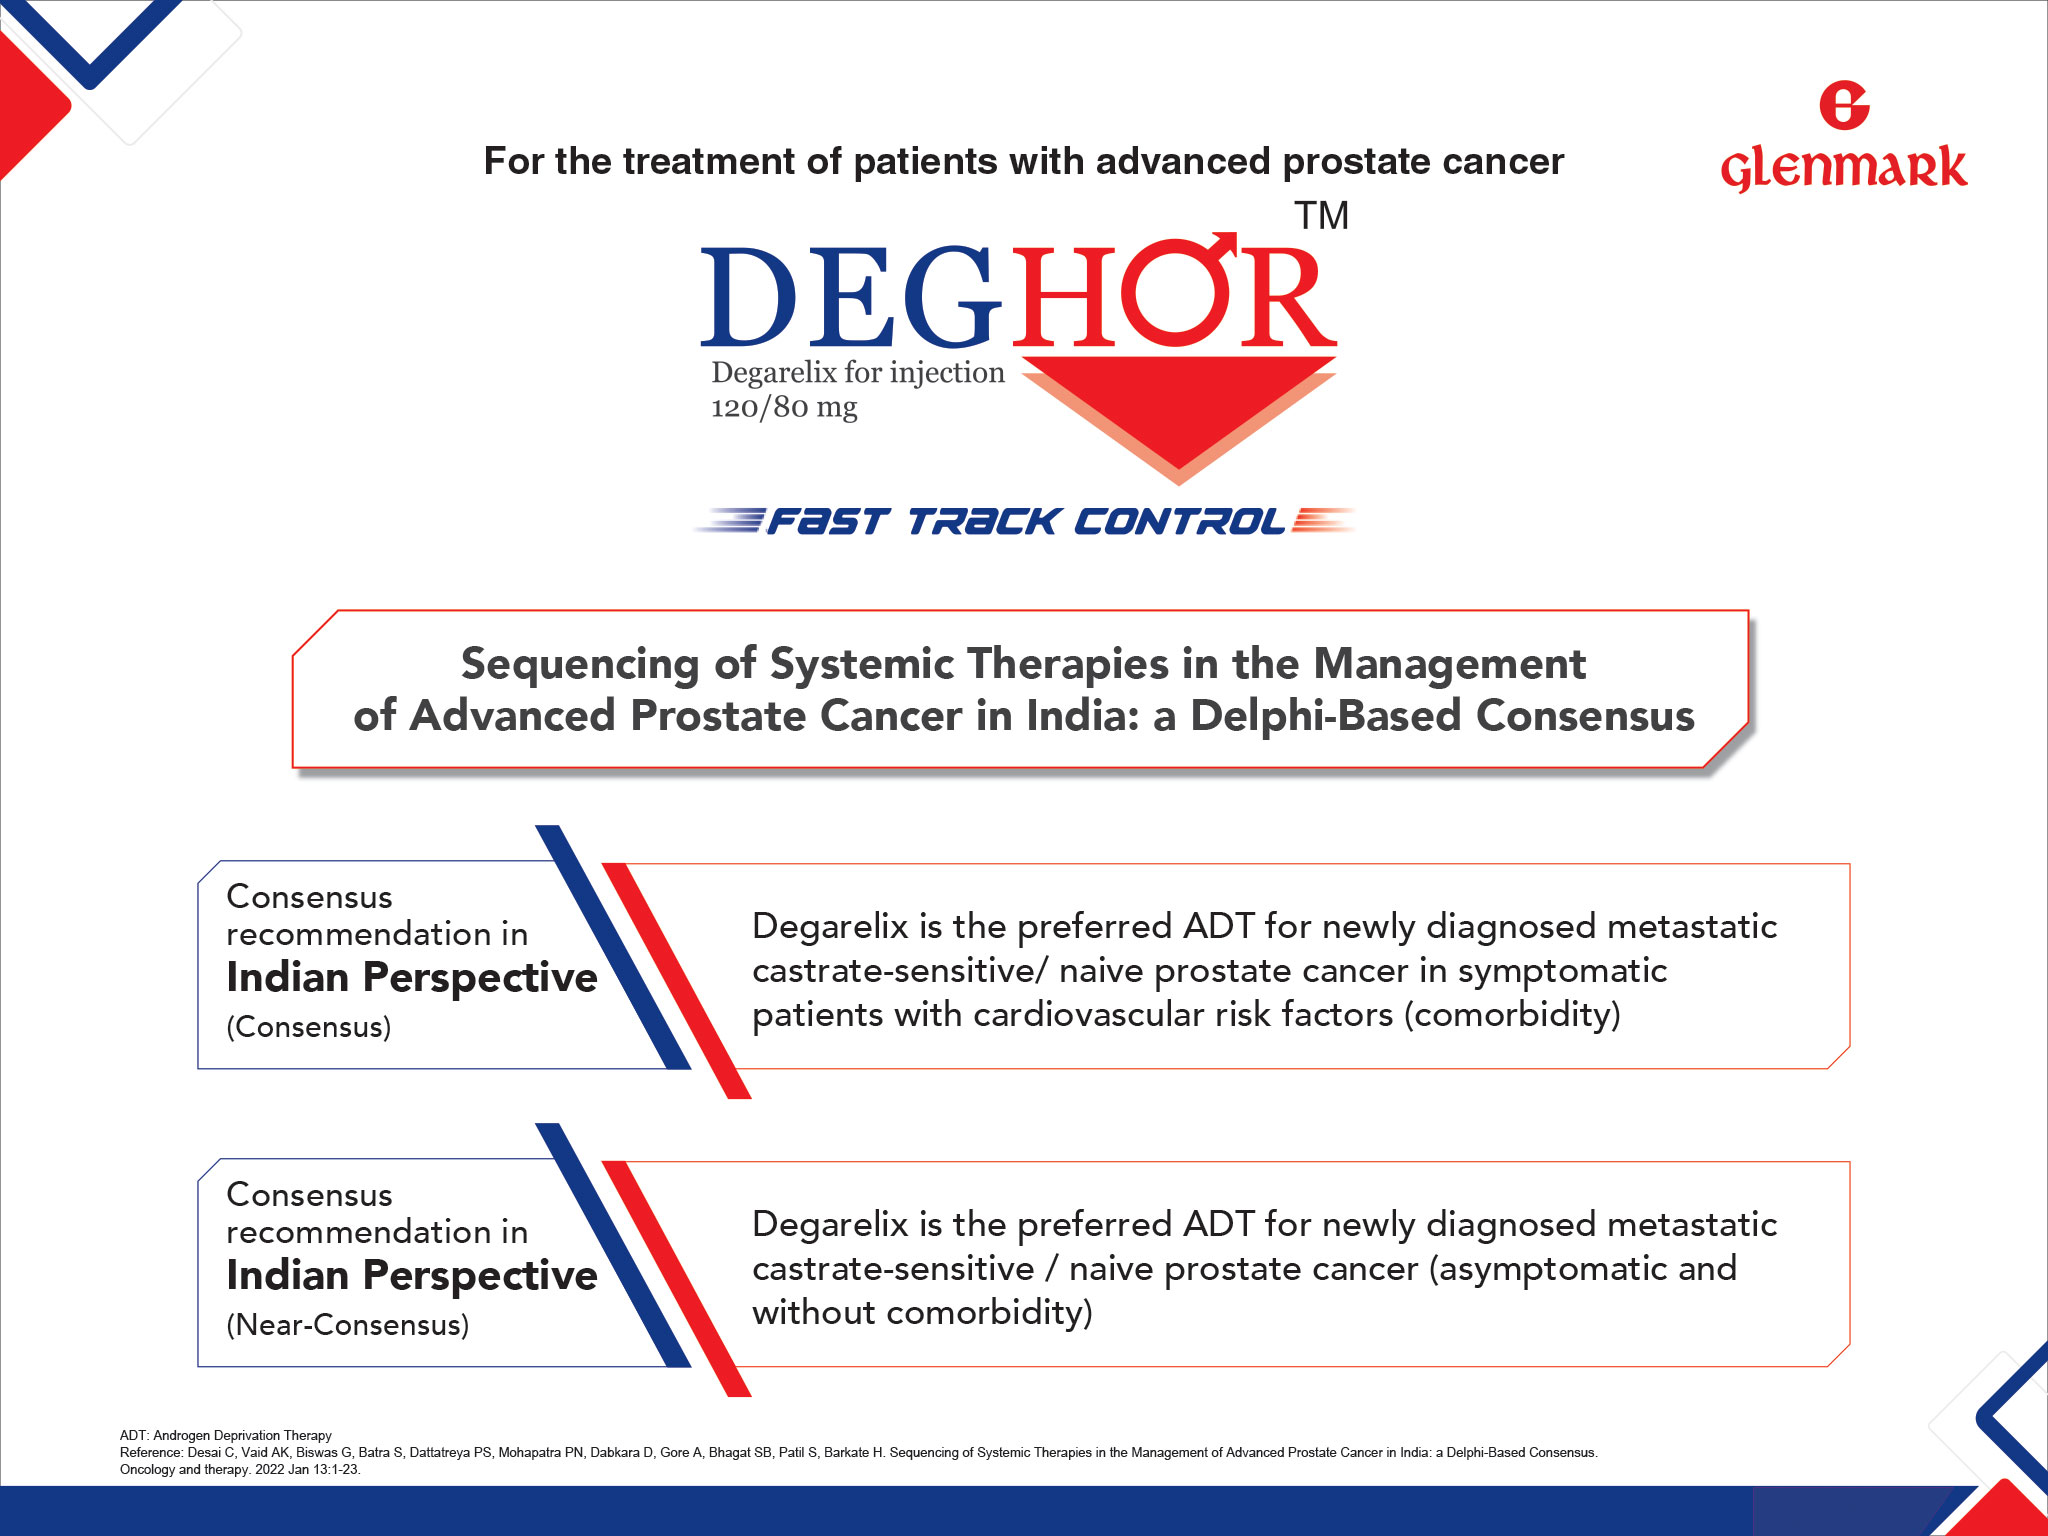 GLENMARK
For the treatment of patients with advanced prostate cancer
DEGHOR TM
Degarelix for injection
120/80 mg
FAST TRACK CONTROL
Sequencing of Systemic Therapies in the Management
of Advanced Prostate Cancer in India: a Delphi-Based Consensus
Consensus
recommendation in
Indian Perspective
(Consensus)
Degarelix is the preferred ADT for newly diagnosed metastatic
castrate-sensitive/ naive prostate cancer in symptomatic
patients with cardiovascular risk factors (comorbidity)
Consensus
recommendation in
Indian Perspective
(Near-Consensus)
Degarelix is the preferred ADT for newly diagnosed metastatic
castrate-sensitive / naive prostate cancer (asymptomatic and
without comorbidity)
ADT: Androgen Deprivation Therapy
Reference: Desai C, Vaid AK, Biswas G, Batra S, Dattatreya PS, Mohapatra PN, Dabkara D, Gore A, Bhagat SB, Patil S, Barkate H. Sequencing of Systemic Therapies in the Management of Advanced Prostate Cancer in India: a Delphi-Based Consensus.
Oncology and therapy. 2022 Jan 13:1-23.